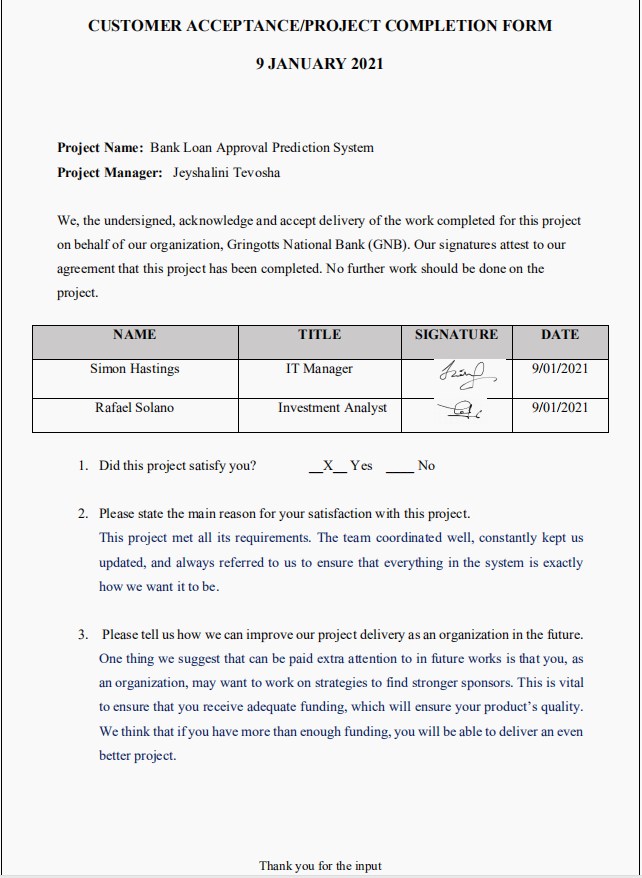 CUSTOMER ACCEPTANCE/PROJECT COMPLETION FORM
9 JANUARY 2021
Project Name: Bank Loan Approval Prediction System
Project Manager: Jeyshalini Tevosha
We, the undersigned, acknowledge and accept delivery of the work completed for this project
on behalf of our organization, Gringotts National Bank (GNB). Our signatures attest to our
agreement that this project has been completed. No further work should be done on the
project.
NAME TITLE SIGNATURE DATE
Simon Hastings IT Manager 9/01/2021
Rafael Solano Investment Analyst 9/01/2021
1. Did this project satisfy you? __X__ Yes ____ No
2. Please state the main reason for your satisfaction with this project.
This project met all its requirements. The team coordinated well, constantly kept us
updated, and always referred to us to ensure that everything in the system is exactly
how we want it to be.
3. Please tell us how we can improve our project delivery as an organization in the future.
One thing we suggest that can be paid extra attention to in future works is that you, as
an organization, may want to work on strategies to find stronger sponsors. This is vital
to ensure that you receive adequate funding, which will ensure your product's quality.
We think that if you have more than enough funding, you will be able to deliver an even
better project.
Thank you for the input